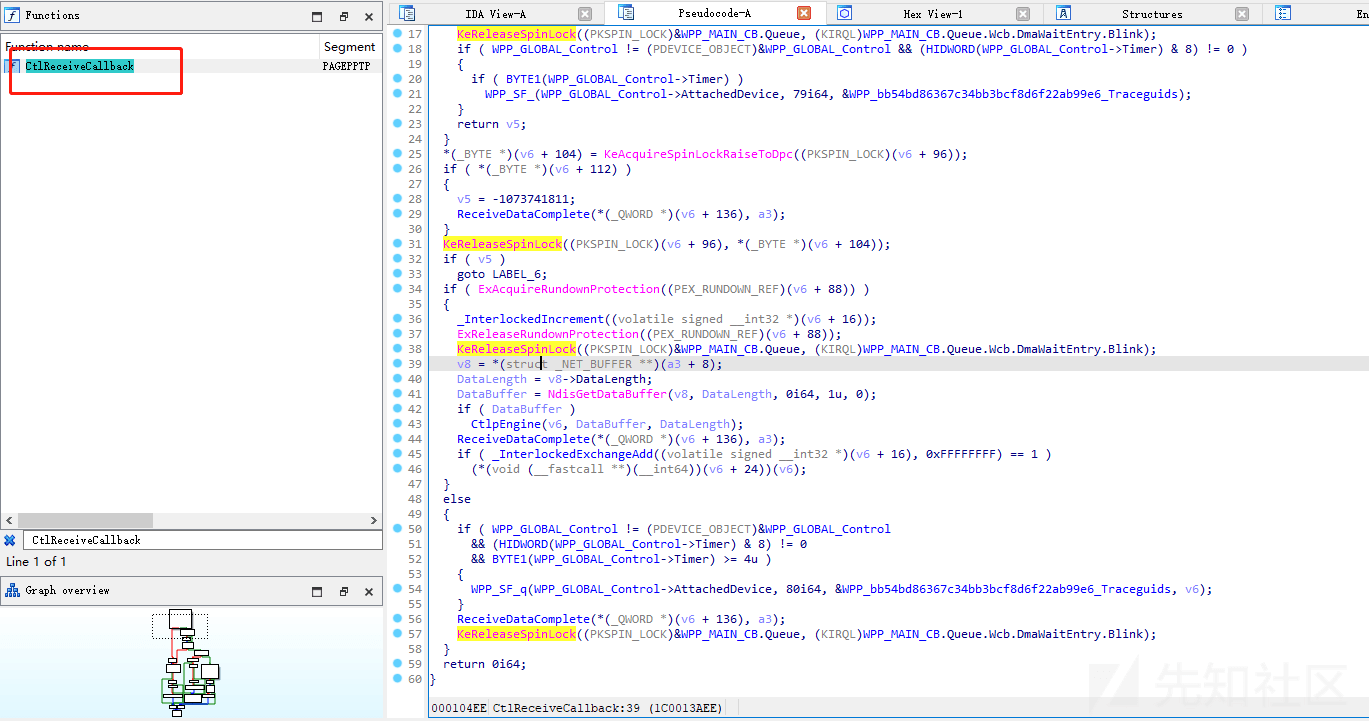 Functions
Function name
Segment
CtlReceiveCallback
PAGEPPTP
CtlReceiveCallback
Line 1 of 1
Graph overview
IDA View-A
Pseudocode-A
Hex View-1
Structures
En
17 KeReleaseSpinLock((PKSPIN_LOCK)&WPP_MAIN_CB.Queue, (KIRQL)WPP_MAIN_CB.Queue.Wcb.DmaWaitEntry.Blink);
18 if ( WPP_GLOBAL_Control != (PDEVICE_OBJECT)&WPP_GLOBAL_Control && (HIDWORD(WPP_GLOBAL_Control->Timer) & 8) != 0 )
19 {
20 if ( BYTE1(WPP_GLOBAL_Control->Timer) )
21 WPP_SF_(WPP_GLOBAL_Control->AttachedDevice, 79i64, &WPP_bb54bd86367c34bb3bcf8d6f22ab99e6_Traceguids);
22 }
23 return v5;
24 }
25 *(_BYTE *)(v6 + 104) = KeAcquireSpinLockRaiseToDpc((PKSPIN_LOCK)(v6 + 96));
26 if ( *(_BYTE *)(v6 + 112) )
27 {
28 v5 = -1073741811;
29 ReceiveDataComplete(*(_QWORD *)(v6 + 136), a3);
30 }
31 KeReleaseSpinLock((PKSPIN_LOCK)(v6 + 96), *(_BYTE *)(v6 + 104));
32 if ( v5 )
33 goto LABEL_6;
34 if ( ExAcquireRundownProtection((PEX_RUNDOWN_REF)(v6 + 88)) )
35 {
36 _InterlockedIncrement((volatile signed __int32 *)(v6 + 16));
37 ExReleaseRundownProtection((PEX_RUNDOWN_REF)(v6 + 88));
38 KeReleaseSpinLock((PKSPIN_LOCK)&WPP_MAIN_CB.Queue, (KIRQL)WPP_MAIN_CB.Queue.Wcb.DmaWaitEntry.Blink);
39 v8 = *(struct _NET_BUFFER **)(a3 + 8);
40 DataLength = v8->DataLength;
41 DataBuffer = NdisGetDataBuffer(v8, DataLength, 0i64, 1u, 0);
42 if ( DataBuffer )
43 CtlpEngine(v6, DataBuffer, DataLength);
44 ReceiveDataComplete(*(_QWORD *)(v6 + 136), a3);
45 if ( _InterlockedExchangeAdd((volatile signed __int32 *)(v6 + 16), 0xFFFFFFFF) == 1 )
46 (*(void (__fastcall **)(__int64))(v6 + 24))(v6);
47 }
48 else
49 {
50 if ( WPP_GLOBAL_Control != (PDEVICE_OBJECT)&WPP_GLOBAL_Control
51 && (HIDWORD(WPP_GLOBAL_Control->Timer) & 8) != 0
52 && BYTE1(WPP_GLOBAL_Control->Timer) >= 4u )
53 {
54 WPP_SF_q(WPP_GLOBAL_Control->AttachedDevice, 80i64, &WPP_bb54bd86367c34bb3bcf8d6f22ab99e6_Traceguids, v6);
55 }
56 ReceiveDataComplete(*(_QWORD *)(v6 + 136), a3);
57 KeReleaseSpinLock((PKSPIN_LOCK)&WPP_MAIN_CB.Queue, (KIRQL)WPP_MAIN_CB.Queue.Wcb.DmaWaitEntry.Blink);
58 }
59 return 0i64;
60 }
000104EE CtlReceiveCallback:39 (1C0013AEE)
先知社区